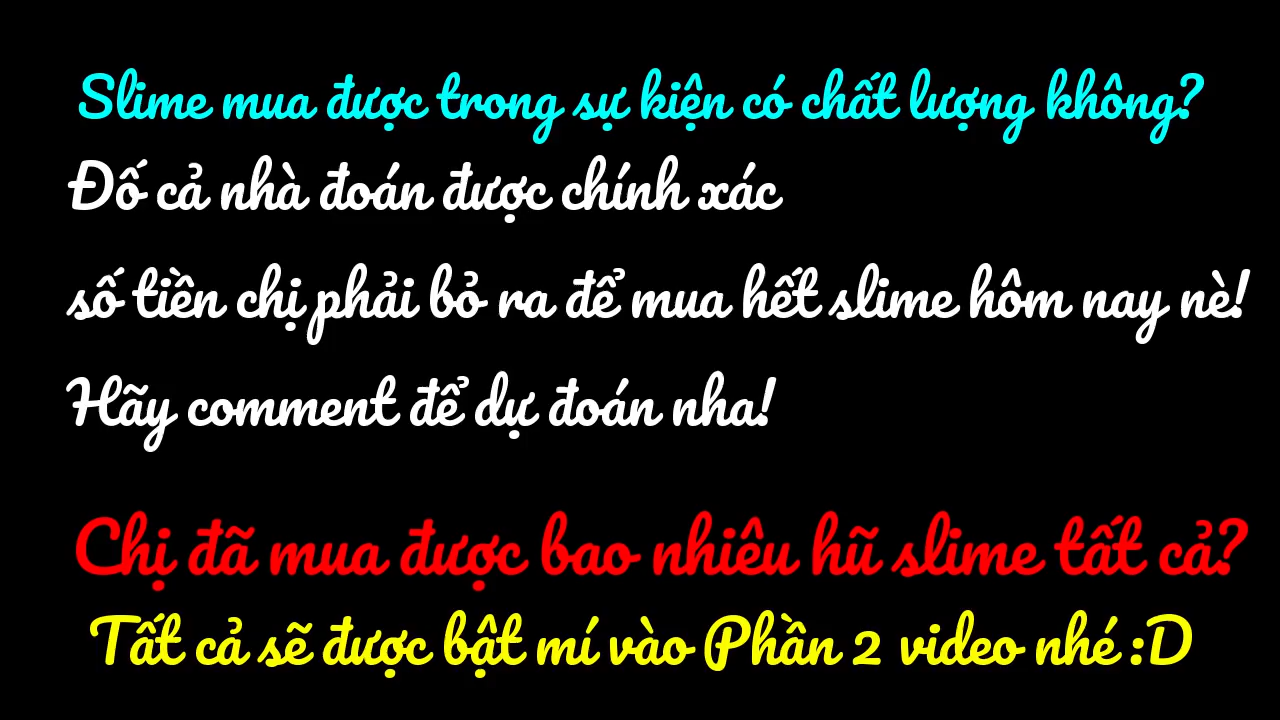 Slime mua được trong sự kiện có chất lượng không?
Đố cả nhà đoán được chính xác
số tiền chị phải bỏ ra để mua hết slime hôm nay nè!
Hãy comment để dự đoán nha!
Chị đã mua được bao nhiêu hũ slime tất cả?
Tất cả sẽ được bật mí vào Phần 2 video nhé :D